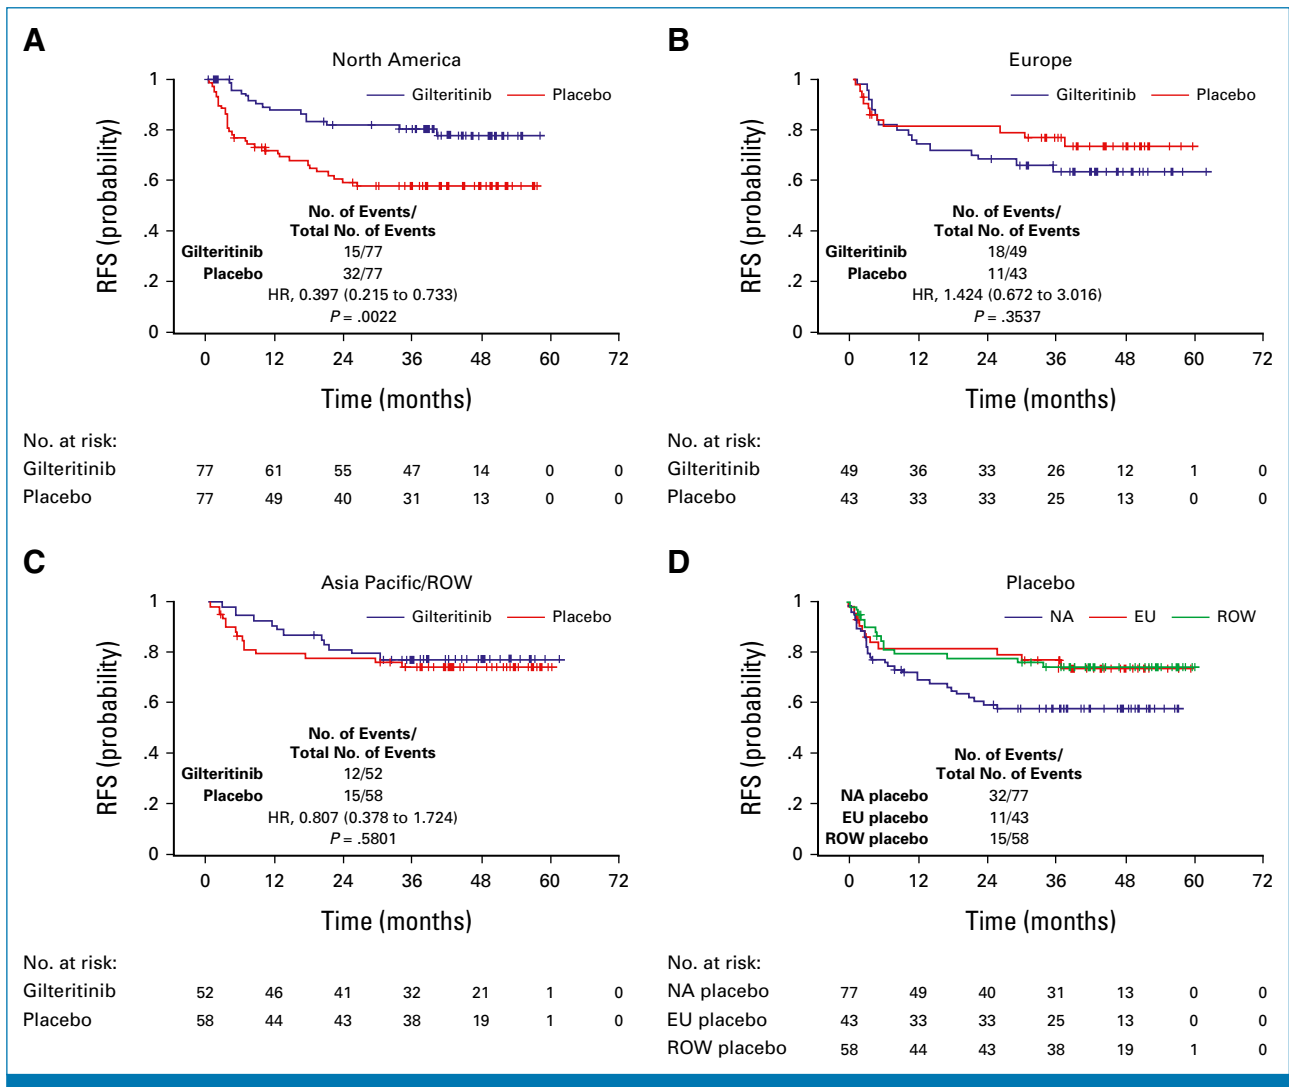 A
North America
Gilteritinib Placebo
1
.8
.6
.4
.2
0
RFS (probability)
No. of Events/
Total No. of Events
Gilteritinib 15/77
Placebo 32/77
HR, 0.397 (0.215 to 0.733)
P = .0022
0 12 24 36 48 60 72
Time (months)
No. at risk:
Gilteritinib 77 61 55 47 14 0 0
Placebo 77 49 40 31 13 0 0
B
Europe
Gilteritinib Placebo
1
.8
.6
.4
.2
0
RFS (probability)
No. of Events/
Total No. of Events
Gilteritinib 18/49
Placebo 11/43
HR, 1.424 (0.672 to 3.016)
P = .3537
0 12 24 36 48 60 72
Time (months)
No. at risk:
Gilteritinib 49 36 33 26 12 1 0
Placebo 43 33 33 25 13 0 0
C
Asia Pacific/ROW
Gilteritinib Placebo
1
.8
.6
.4
.2
0
RFS (probability)
No. of Events/
Total No. of Events
Gilteritinib 12/52
Placebo 15/58
HR, 0.807 (0.378 to 1.724)
P = .5801
0 12 24 36 48 60 72
Time (months)
No. at risk:
Gilteritinib 52 46 41 32 21 1 0
Placebo 58 44 43 38 19 1 0
D
Placebo
NA EU ROW
1
.8
.6
.4
.2
0
RFS (probability)
No. of Events/
Total No. of Events
NA placebo 32/77
EU placebo 11/43
ROW placebo 15/58
0 12 24 36 48 60 72
Time (months)
No. at risk:
NA placebo 77 49 40 31 13 0 0
EU placebo 43 33 33 25 13 0 0
ROW placebo 58 44 43 38 19 1 0